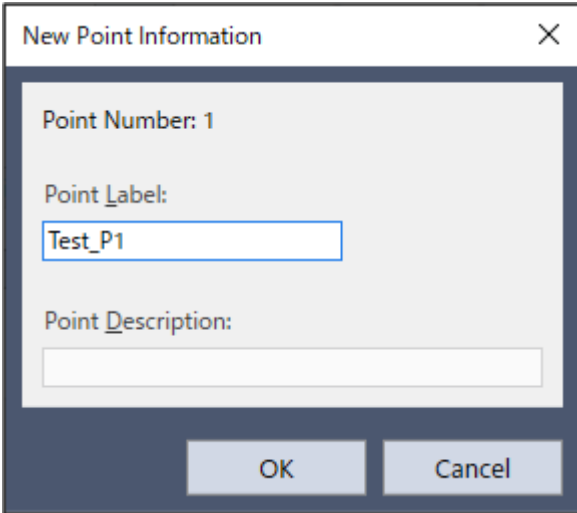 New Point Information
Point Number: 1
Point Label:
Test_P1
Point Description:
OK
Cancel